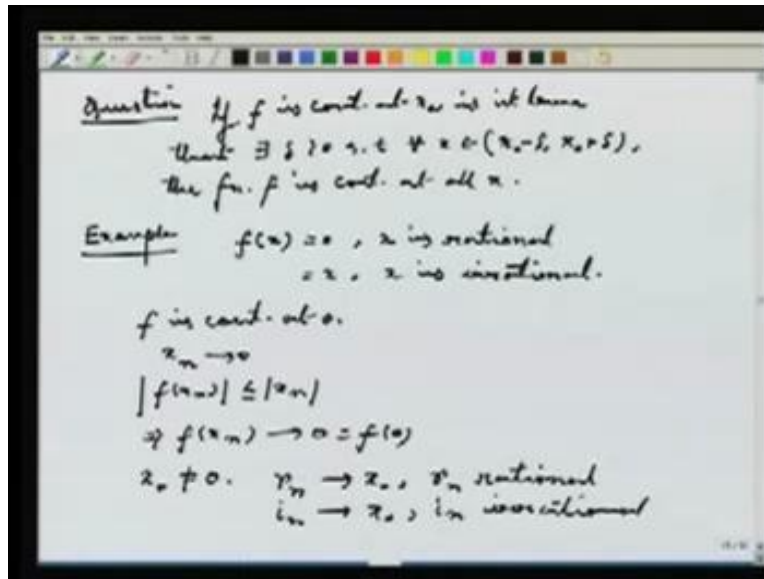 Question If f is cont. at x₀, is it true
that ∃ δ > 0 s.t ∀ x ∈ (x₀-δ, x₀+δ),
the fn. f is cont. at all x.
Example f(x) = 0, x is rational
= x, x is irrational.
f is cont. at 0.
xₙ → 0
|f(xₙ)| ≤ |xₙ|
⇒ f(xₙ) → 0 = f(0)
x₀ ≠ 0. rₙ → x₀, rₙ rational
iₙ → x₀, iₙ irrational